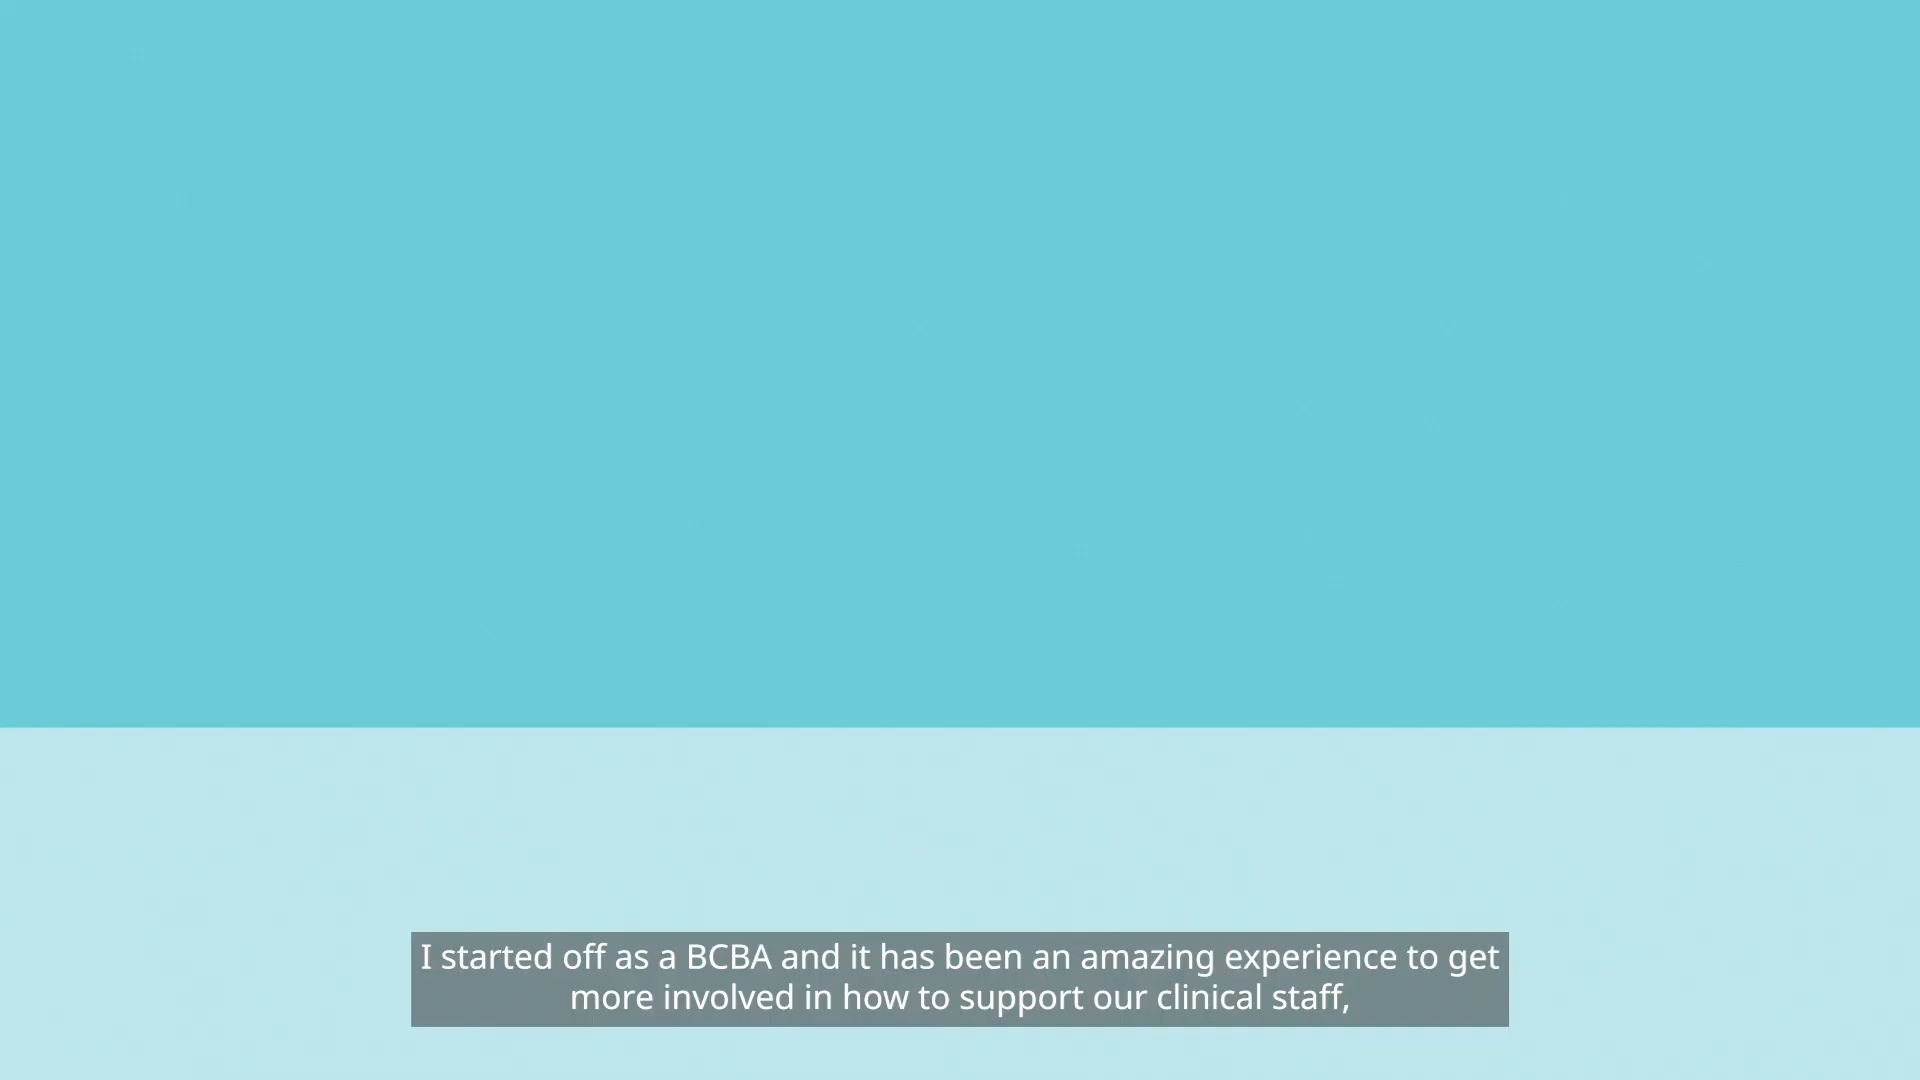 I started off as a BCBA and it has been an amazing experience to get
more involved in how to support our clinical staff,